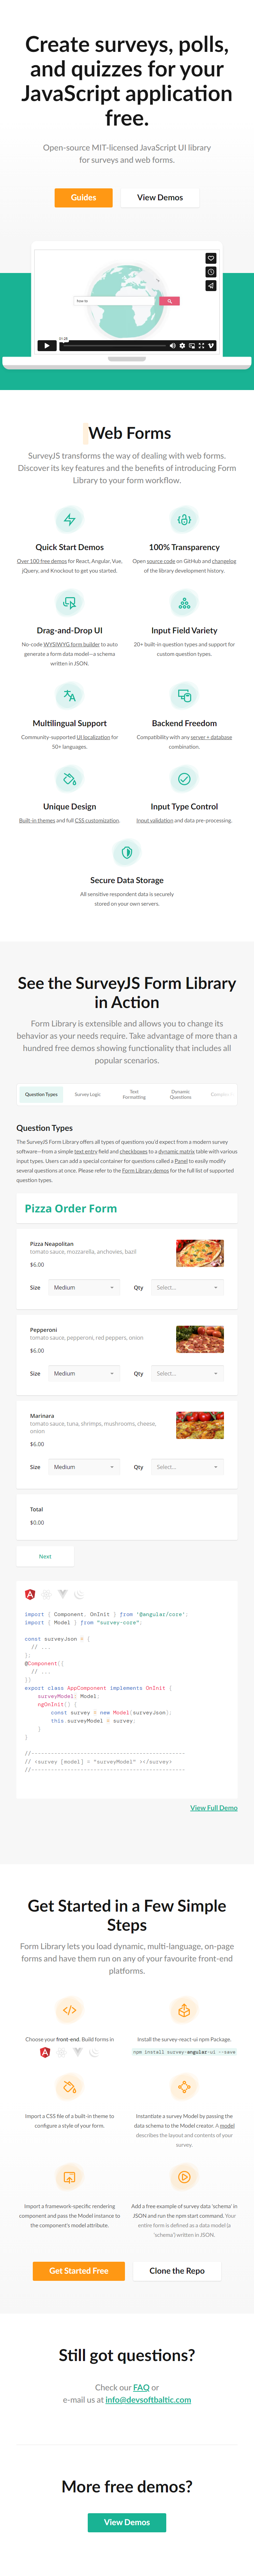 Create surveys, polls,
and quizzes for your
JavaScript application
free.
Open-source MIT-licensed JavaScript UI library
for surveys and web forms.
Guides
View Demos
Web Forms
SurveyJS transforms the way of dealing with web forms.
Discover its key features and the benefits of introducing Form
Library to your form workflow.
Quick Start Demos
Over 100 free demos for React, Angular, Vue,
jQuery, and Knockout to get you started.
100% Transparency
Open source code on GitHub and changelog
of the library development history.
Drag-and-Drop UI
No-code WYSIWYG form builder to auto
generate a form data model—a schema
written in JSON.
Input Field Variety
20+ built-in question types and support for
custom question types.
Multilingual Support
Community-supported UI localization for
50+ languages.
Backend Freedom
Compatibility with any server + database
combination.
Unique Design
Built-in themes and full CSS customization.
Input Type Control
Input validation and data pre-processing.
Secure Data Storage
All sensitive respondent data is securely
stored on your own servers.
See the SurveyJS Form Library
in Action
Form Library is extensible and allows you to change its
behavior as your needs require. Take advantage of more than a
hundred free demos showing functionality that includes all
popular scenarios.
Question Types
Survey Logic
Text
Formatting
Dynamic
Questions
Question Types
The SurveyJS Form Library offers all types of questions you'd expect from a modern survey
software—from a simple text entry field and checkboxes to a dynamic matrix table with various
input types. Users can add a special container for questions called a Panel to easily modify
several questions at once. Please refer to the Form Library demos for the full list of supported
question types.
Pizza Order Form
Pizza Neapolitan
tomato sauce, mozzarella, anchovies, bazil
$6.00
Size Medium Qty Select...
Pepperoni
tomato sauce, pepperoni, red peppers, onion
$6.00
Size Medium Qty Select...
Marinara
tomato sauce, tuna, shrimps, mushrooms, cheese,
onion
$6.00
Size Medium Qty Select...
Total
$0.00
Next
import { Component, OnInit } from '@angular/core';
import { Model } from "survey-core";
const surveyJson = {
// ...
};
@Component({
// ...
})
export class AppComponent implements OnInit {
surveyModel: Model;
ngOnInit() {
const survey = new Model(surveyJson);
this.surveyModel = survey.
}
}
//-----------------------------------------------
// <survey [model] = "surveyModel" ></survey>
//-----------------------------------------------
View Full Demo
Get Started in a Few Simple
Steps
Form Library lets you load dynamic, multi-language, on-page
forms and have them run on any of your favourite front-end
platforms.
Choose your front-end. Build forms in
Install the survey-react-ui npm Package.
npm install survey-angular-ui --save
Import a CSS file of a built-in theme to
configure a style of your form.
Instantiate a survey Model by passing the
data schema to the Model creator. A model
describes the layout and contents of your
survey.
Import a framework-specific rendering
component and pass the Model instance to
the component's model attribute.
Add a free example of survey data 'schema' in
JSON and run the npm start command. Your
entire form is defined as a data model (a
'schema') written in JSON.
Get Started Free
Clone the Repo
Still got questions?
Check our FAQ or
e-mail us at info@devsoftbaltic.com
More free demos?
View Demos